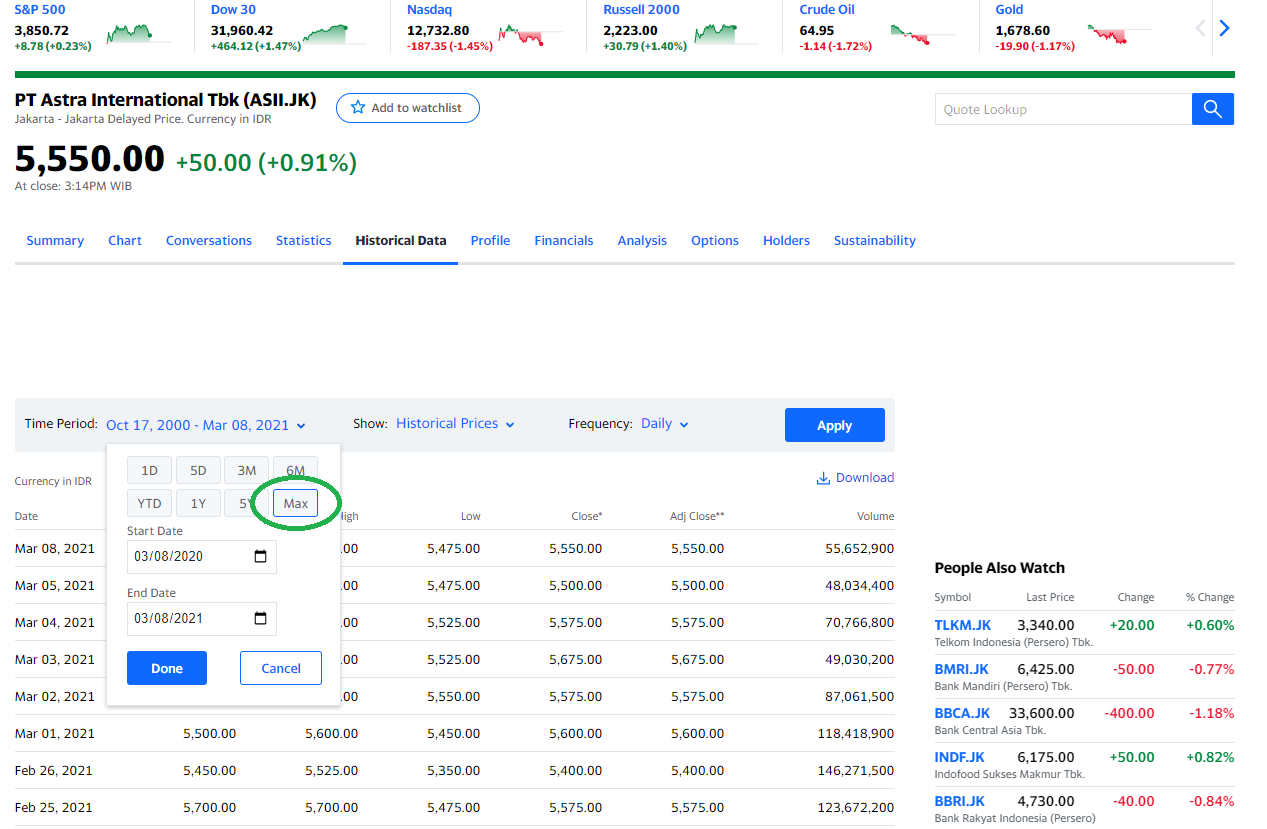 S&P 500 Dow 30 Nasdaq Russell 2000 Crude Oil Gold
3,850.72 31,960.42 12,732.80 2,223.00 64.95 1,678.60
+8.78 (+0.23%) +464.12 (+1.47%) -187.35 (-1.45%) +30.79 (+1.40%) -1.14 (-1.72%) -19.90 (-1.17%)
PT Astra International Tbk (ASII.JK) Add to watchlist Quote Lookup
Jakarta - Jakarta Delayed Price. Currency in IDR
5,550.00 +50.00 (+0.91%)
At close: 3:14PM WIB
Summary Chart Conversations Statistics Historical Data Profile Financials Analysis Options Holders Sustainability
Time Period: Oct 17, 2000 - Mar 08, 2021 Show: Historical Prices Frequency: Daily Apply
1D 5D 3M 6M
Currency in IDR Download
YTD 1Y 5Y Max
Date High Low Close* Adj Close** Volume
Start Date
03/08/2020
End Date
03/08/2021
Done Cancel
Mar 08, 2021 .00 5,475.00 5,550.00 5,550.00 55,652,900
Mar 05, 2021 .00 5,475.00 5,500.00 5,500.00 48,034,400
Mar 04, 2021 .00 5,525.00 5,575.00 5,575.00 70,766,800
Mar 03, 2021 .00 5,525.00 5,675.00 5,675.00 49,030,200
Mar 02, 2021 .00 5,550.00 5,575.00 5,575.00 87,061,500
Mar 01, 2021 5,500.00 5,600.00 5,450.00 5,600.00 5,600.00 118,418,900
Feb 26, 2021 5,450.00 5,525.00 5,350.00 5,400.00 5,400.00 146,271,500
Feb 25, 2021 5,700.00 5,700.00 5,475.00 5,575.00 5,575.00 123,672,200
People Also Watch
Symbol Last Price Change % Change
TLKM.JK 3,340.00 +20.00 +0.60%
Telkom Indonesia (Persero) Tbk.
BMRI.JK 6,425.00 -50.00 -0.77%
Bank Mandiri (Persero) Tbk.
BBCA.JK 33,600.00 -400.00 -1.18%
Bank Central Asia Tbk.
INDF.JK 6,175.00 +50.00 +0.82%
Indofood Sukses Makmur Tbk.
BBRI.JK 4,730.00 -40.00 -0.84%
Bank Rakyat Indonesia (Persero)